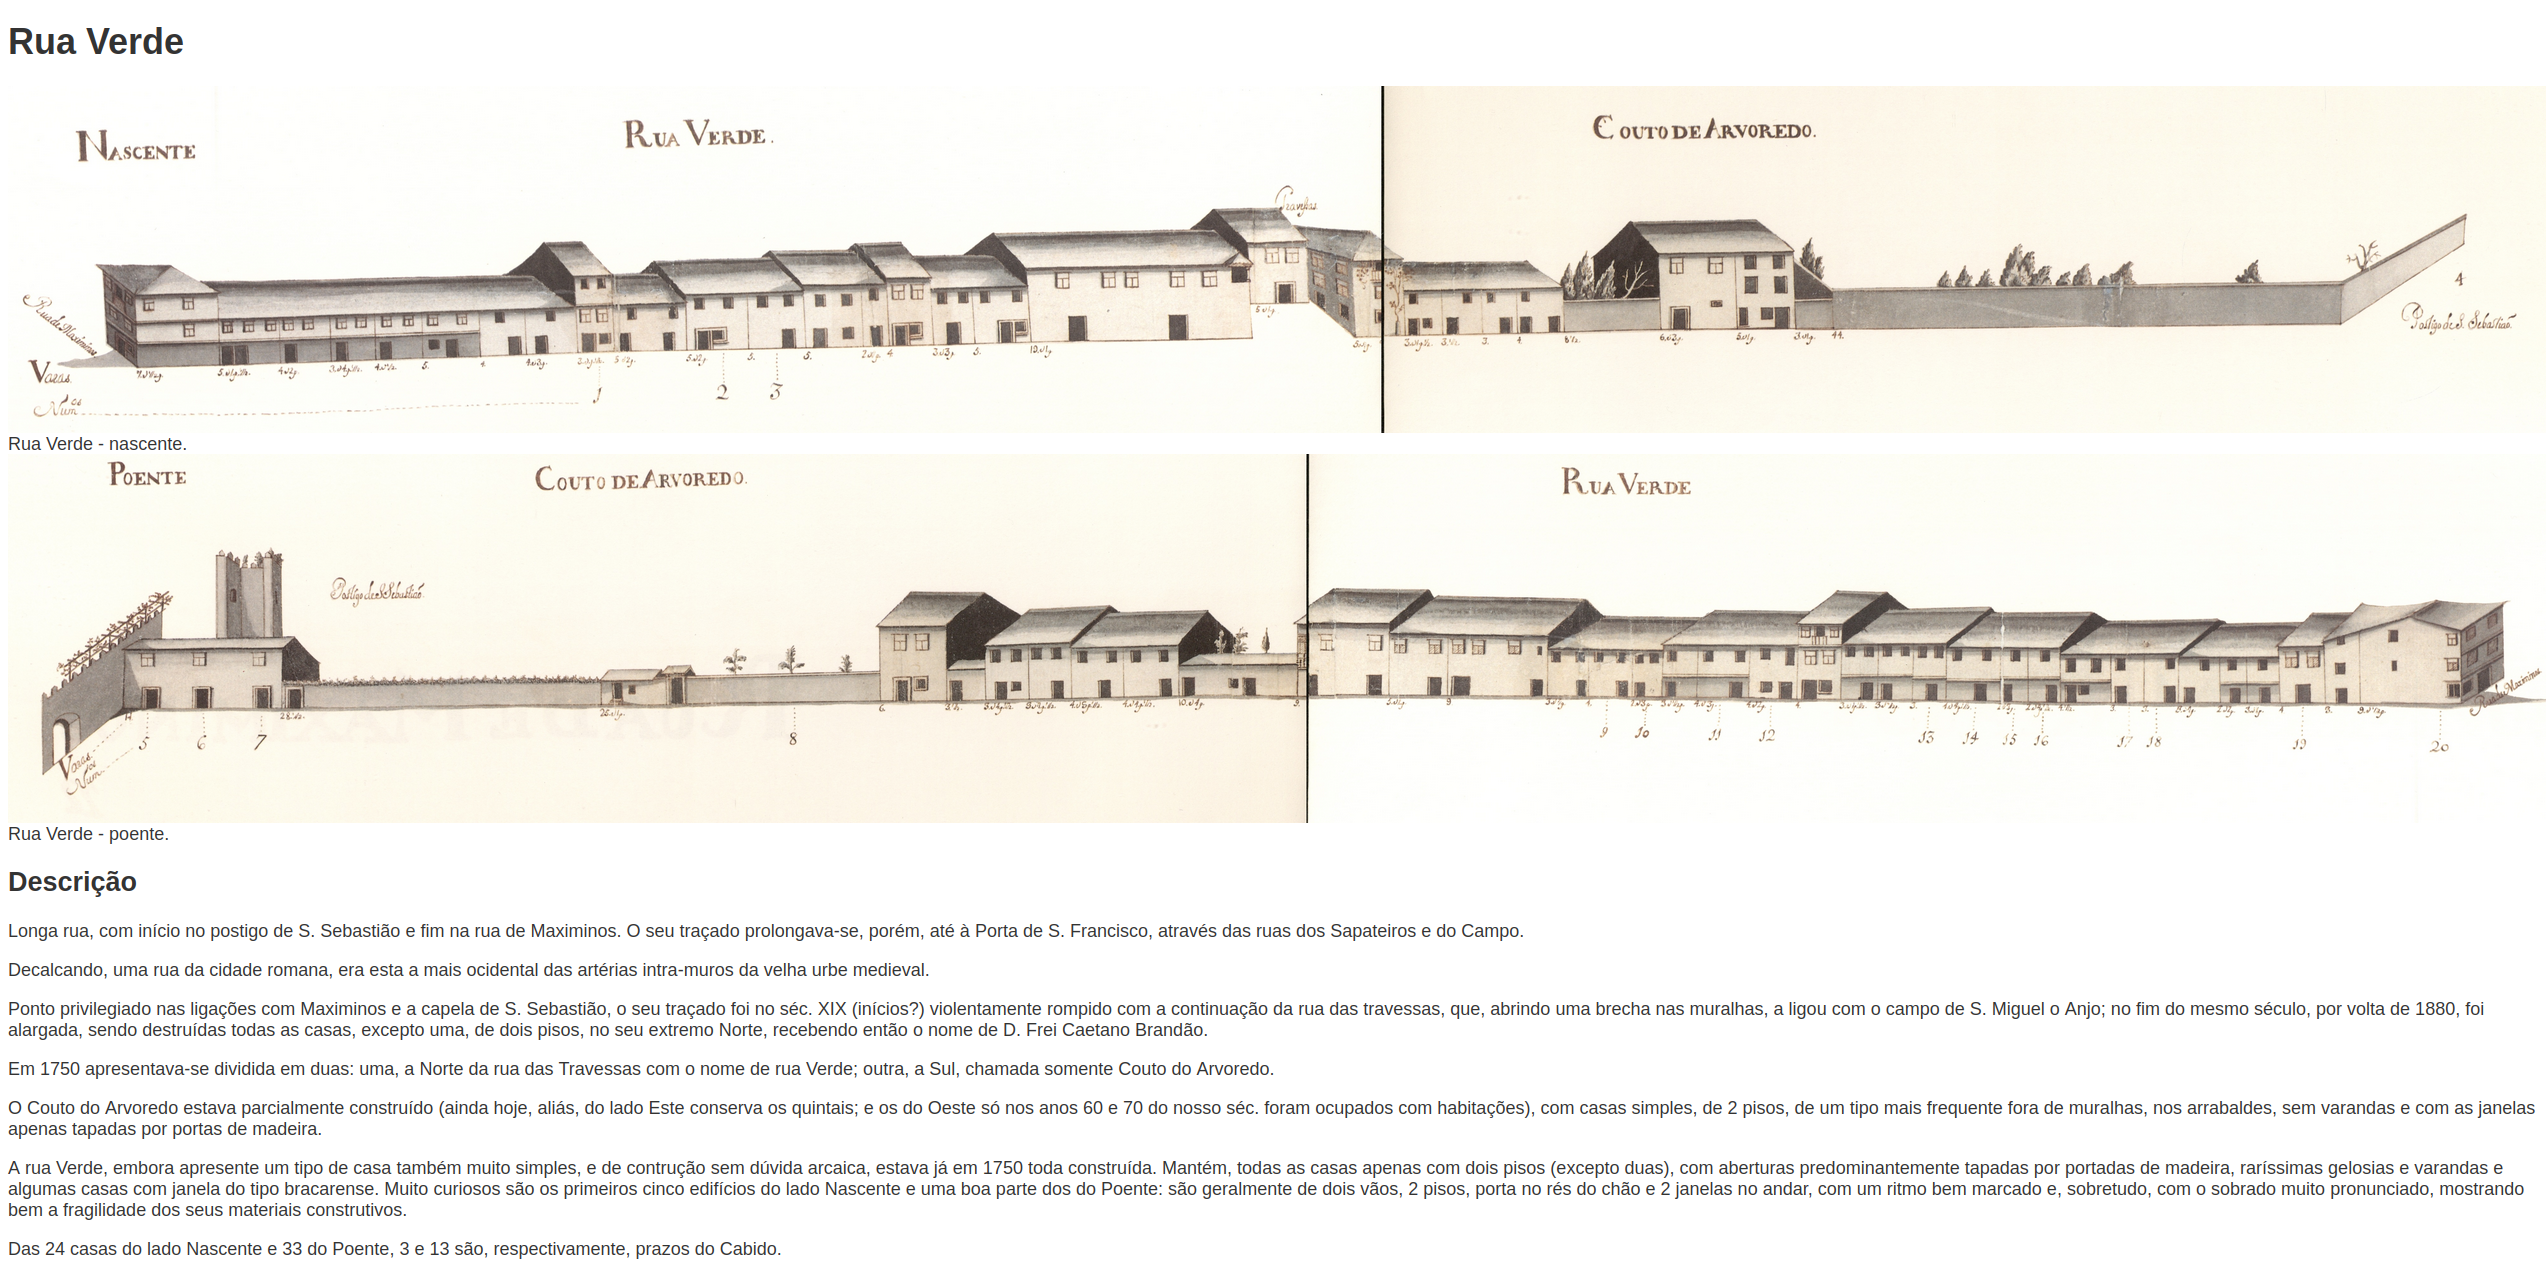 Rua Verde
NASCENTE
RUA VERDE.
COUTO DE ARVOREDO.
Travessas
Rua de Maximinos
Postigo de S. Sebastiaõ.
4
Varas.
Num.os
1
2
3
Rua Verde - nascente.
POENTE
COUTO DE ARVOREDO.
RUA VERDE
Postigo de S. Sebastiaõ.
Rua de Maximinos
Varas.
Num.os
5 6 7 8 9 10 11 12 13 14 15 16 17 18 19 20
Rua Verde - poente.
Descrição
Longa rua, com início no postigo de S. Sebastião e fim na rua de Maximinos. O seu traçado prolongava-se, porém, até à Porta de S. Francisco, através das ruas dos Sapateiros e do Campo.
Decalcando, uma rua da cidade romana, era esta a mais ocidental das artérias intra-muros da velha urbe medieval.
Ponto privilegiado nas ligações com Maximinos e a capela de S. Sebastião, o seu traçado foi no séc. XIX (inícios?) violentamente rompido com a continuação da rua das travessas, que, abrindo uma brecha nas muralhas, a ligou com o campo de S. Miguel o Anjo; no fim do mesmo século, por volta de 1880, foi
alargada, sendo destruídas todas as casas, excepto uma, de dois pisos, no seu extremo Norte, recebendo então o nome de D. Frei Caetano Brandão.
Em 1750 apresentava-se dividida em duas: uma, a Norte da rua das Travessas com o nome de rua Verde; outra, a Sul, chamada somente Couto do Arvoredo.
O Couto do Arvoredo estava parcialmente construído (ainda hoje, aliás, do lado Este conserva os quintais; e os do Oeste só nos anos 60 e 70 do nosso séc. foram ocupados com habitações), com casas simples, de 2 pisos, de um tipo mais frequente fora de muralhas, nos arrabaldes, sem varandas e com as janelas
apenas tapadas por portas de madeira.
A rua Verde, embora apresente um tipo de casa também muito simples, e de contrução sem dúvida arcaica, estava já em 1750 toda construída. Mantém, todas as casas apenas com dois pisos (excepto duas), com aberturas predominantemente tapadas por portadas de madeira, raríssimas gelosias e varandas e
algumas casas com janela do tipo bracarense. Muito curiosos são os primeiros cinco edifícios do lado Nascente e uma boa parte dos do Poente: são geralmente de dois vãos, 2 pisos, porta no rés do chão e 2 janelas no andar, com um ritmo bem marcado e, sobretudo, com o sobrado muito pronunciado, mostrando
bem a fragilidade dos seus materiais construtivos.
Das 24 casas do lado Nascente e 33 do Poente, 3 e 13 são, respectivamente, prazos do Cabido.